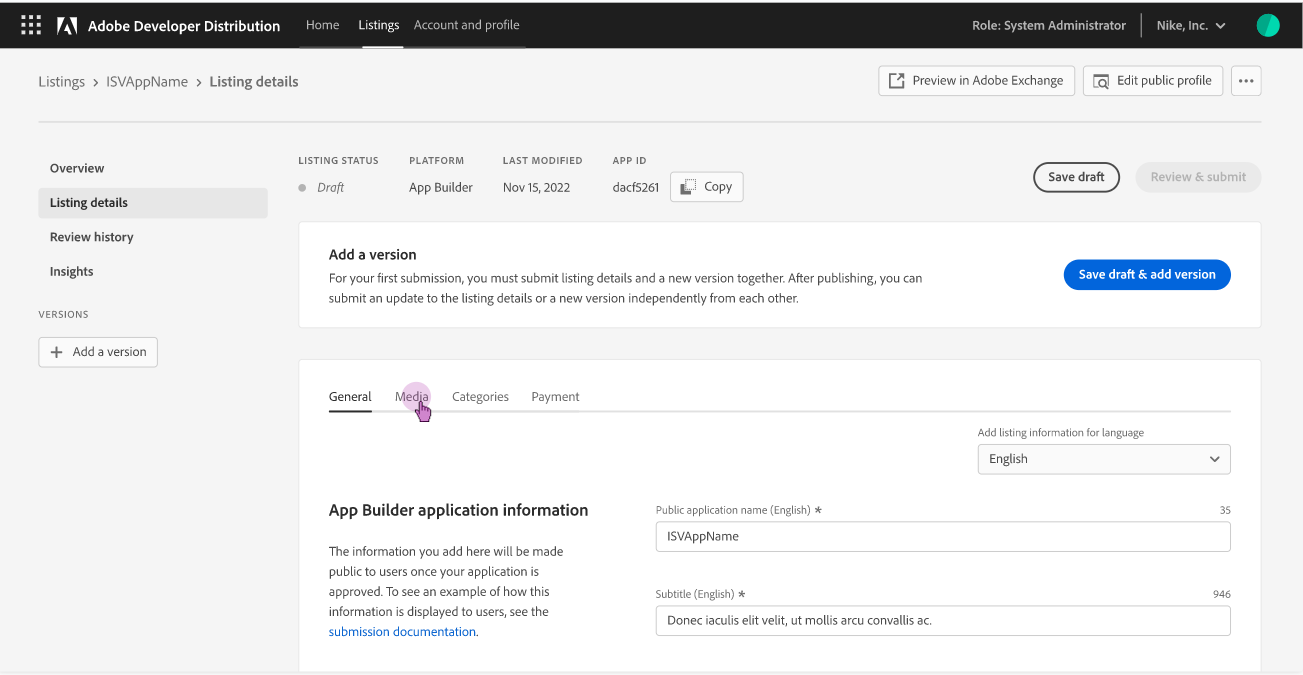 Adobe Developer Distribution Home Listings Account and profile Role: System Administrator Nike, Inc.
Listings > ISVAppName > Listing details Preview in Adobe Exchange Edit public profile
Overview
Listing details
Review history
Insights
VERSIONS
Add a version
LISTING STATUS PLATFORM LAST MODIFIED APP ID
Draft App Builder Nov 15, 2022 dacf5261 Copy Save draft Review & submit
Add a version
For your first submission, you must submit listing details and a new version together. After publishing, you can
submit an update to the listing details or a new version independently from each other.
Save draft & add version
General Media Categories Payment
Add listing information for language
English
App Builder application information
The information you add here will be made
public to users once your application is
approved. To see an example of how this
information is displayed to users, see the
submission documentation.
Public application name (English) * 35
ISVAppName
Subtitle (English) * 946
Donec iaculis elit velit, ut mollis arcu convallis ac.